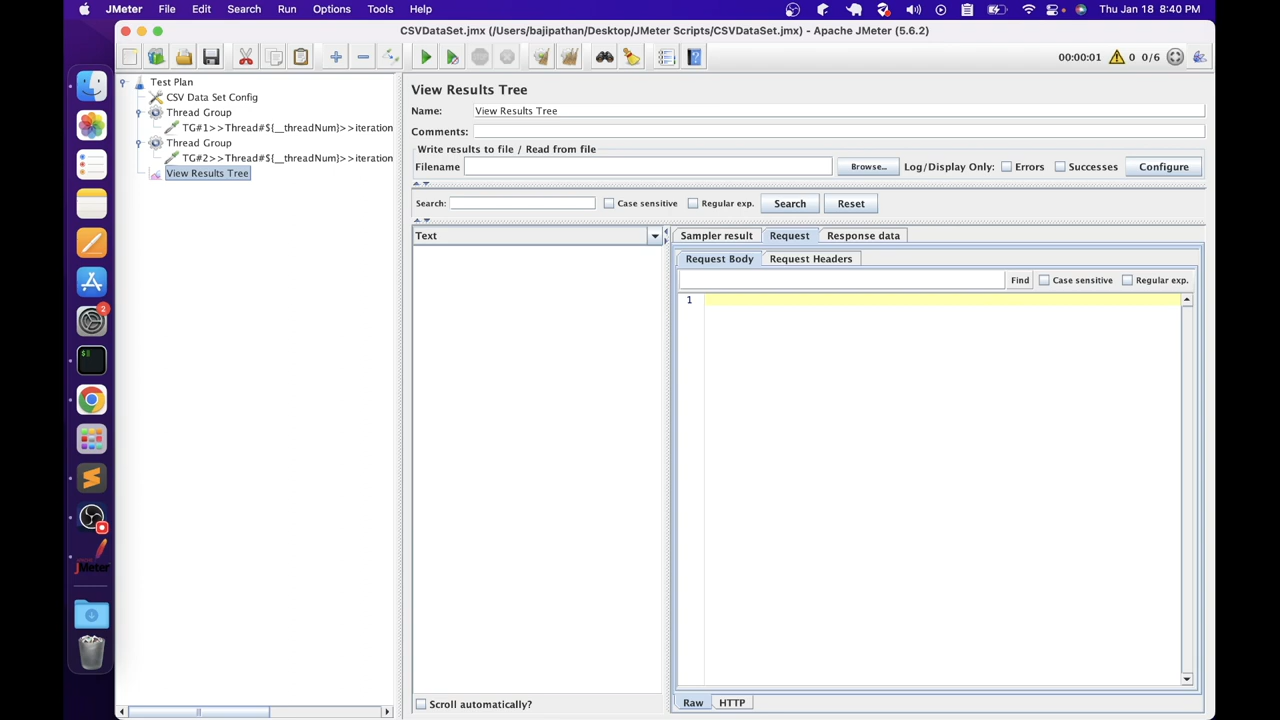 JMeter File Edit Search Run Options Tools Help Thu Jan 18 8:40 PM
CSVDataSet.jmx (/Users/bajipathan/Desktop/JMeter Scripts/CSVDataSet.jmx) - Apache JMeter (5.6.2)
00:00:01 0 0/6
Test Plan
CSV Data Set Config
Thread Group
TG#1>>Thread#${__threadNum}>>iteration
Thread Group
TG#2>>Thread#${__threadNum}>>iteration
View Results Tree
View Results Tree
Name: View Results Tree
Comments:
Write results to file / Read from file
Filename Browse... Log/Display Only: Errors Successes Configure
Search: Case sensitive Regular exp. Search Reset
Text
Sampler result Request Response data
Request Body Request Headers
Find Case sensitive Regular exp.
1
Scroll automatically?
Raw HTTP
2
JMeter